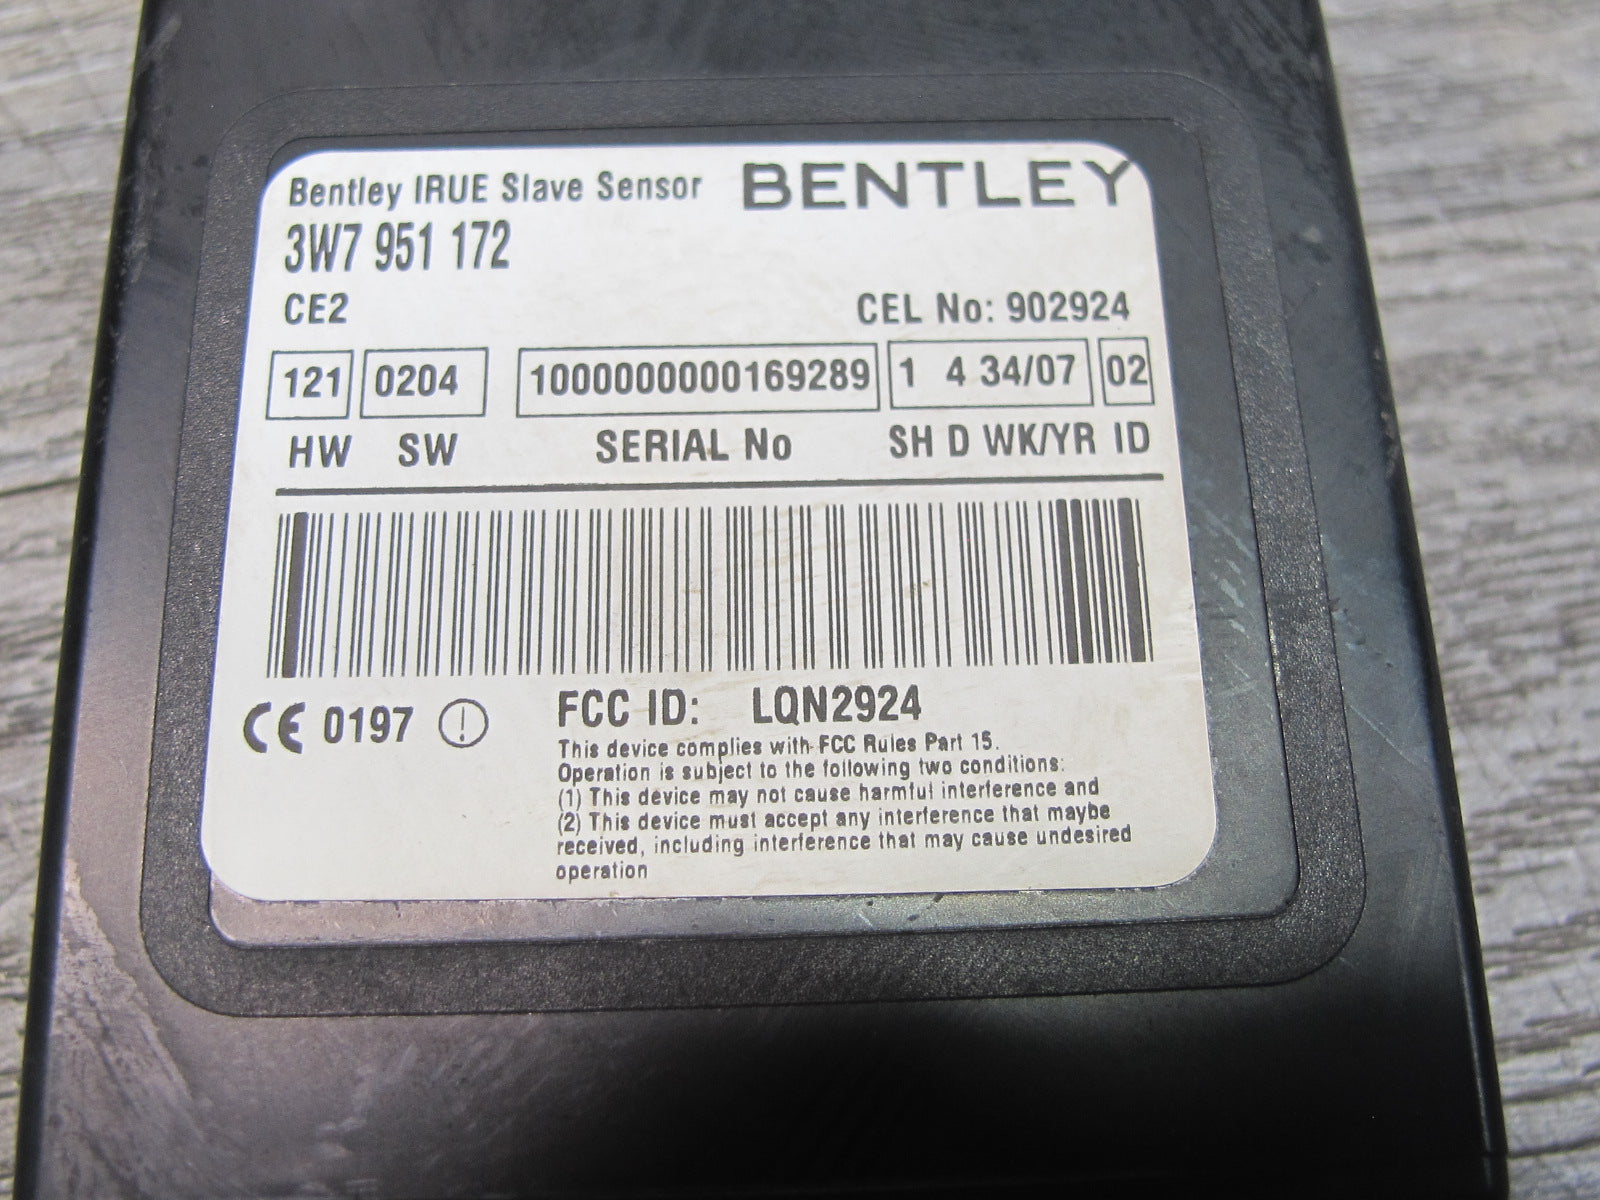 Bentley IRUE Slave Sensor BENTLEY
3W7 951 172
CE2 CEL No: 902924
121 0204 1000000000169289 1 4 34/07 02
HW SW SERIAL No SH D WK/YR ID
CE 0197 FCC ID: LQN2924
This device complies with FCC Rules Part 15.
Operation is subject to the following two conditions:
(1) This device may not cause harmful interference and
(2) This device must accept any interference that maybe
received, including interference that may cause undesired
operation